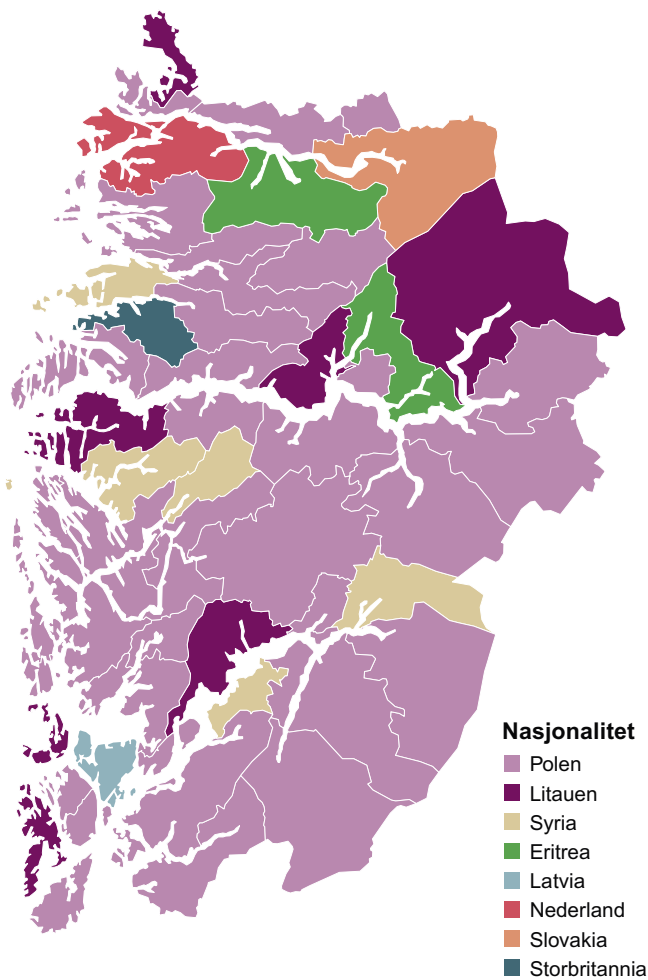 Nasjonalitet
Polen
Litauen
Syria
Eritrea
Latvia
Nederland
Slovakia
Storbritannia